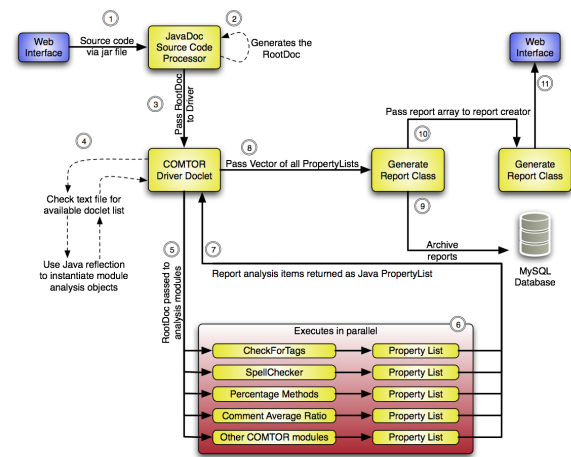 1
2
Web
Interface
Source code
via jar file
JavaDoc
Source Code
Processor
Generates the
RootDoc
Web
Interface
3
Pass RootDoc
to Driver
11
Pass report array to report creator
4
8
10
COMTOR
Driver Doclet
Pass Vector of all PropertyLists
Generate
Report Class
Generate
Report Class
Check text file for
available doclet list
9
Use Java reflection
to instantiate module
analysis objects
5
7
Archive
reports
MySQL
Database
Report analysis items returned as Java PropertyList
RootDoc passed to
analysis modules
Executes in parallel
6
CheckForTags
Property List
SpellChecker
Property List
Percentage Methods
Property List
Comment Average Ratio
Property List
Other COMTOR modules
Property List